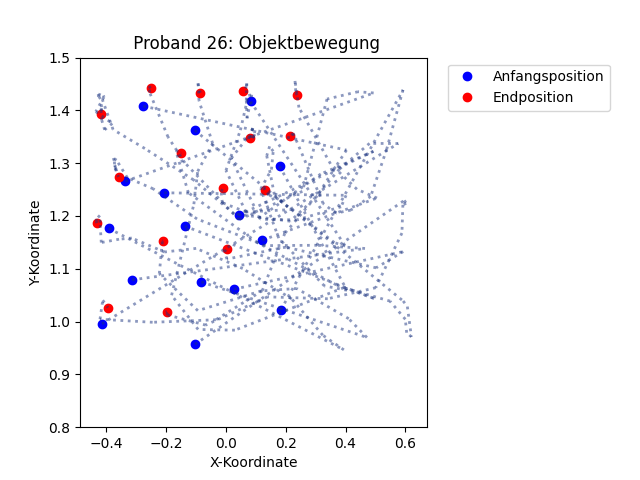 Proband 26: Objektbewegung
1.5
1.4
1.3
1.2
1.1
1.0
0.9
0.8
Y-Koordinate
−0.4 −0.2 0.0 0.2 0.4 0.6
X-Koordinate
Anfangsposition
Endposition